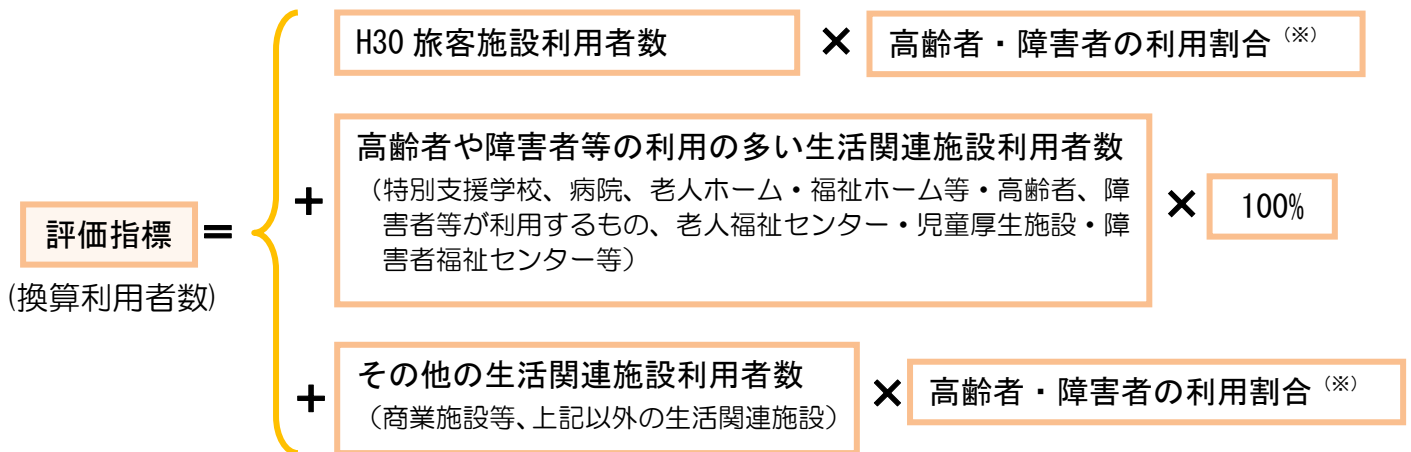 H30 旅客施設利用者数 × 高齢者・障害者の利用割合（※）
高齢者や障害者等の利用の多い生活関連施設利用者数
（特別支援学校、病院、老人ホーム・福祉ホーム等・高齢者、障
害者等が利用するもの、老人福祉センター・児童厚生施設・障
害者福祉センター等）
+ × 100%
評価指標 =
(換算利用者数)
その他の生活関連施設利用者数
（商業施設等、上記以外の生活関連施設）
+ × 高齢者・障害者の利用割合（※）